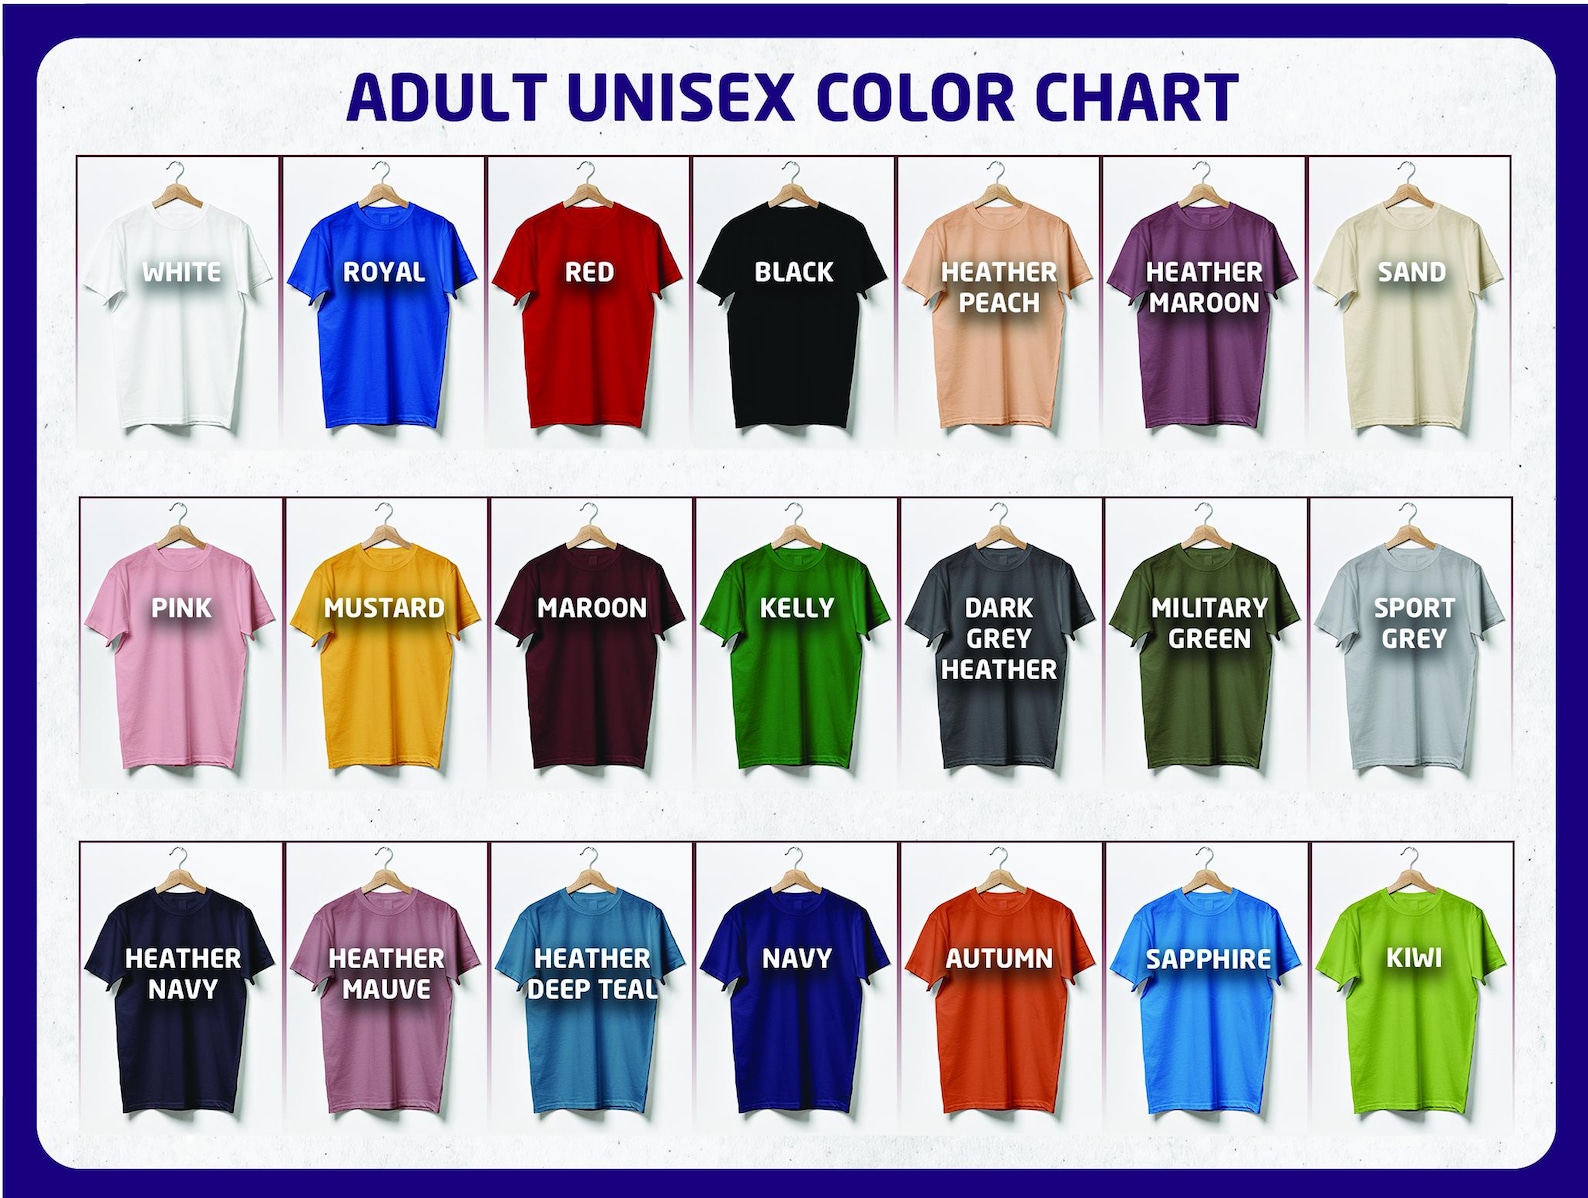 ADULT UNISEX COLOR CHART
WHITE
ROYAL
RED
BLACK
HEATHER
PEACH
HEATHER
MAROON
SAND
PINK
MUSTARD
MAROON
KELLY
DARK
GREY
HEATHER
MILITARY
GREEN
SPORT
GREY
HEATHER
NAVY
HEATHER
MAUVE
HEATHER
DEEP TEAL
NAVY
AUTUMN
SAPPHIRE
KIWI